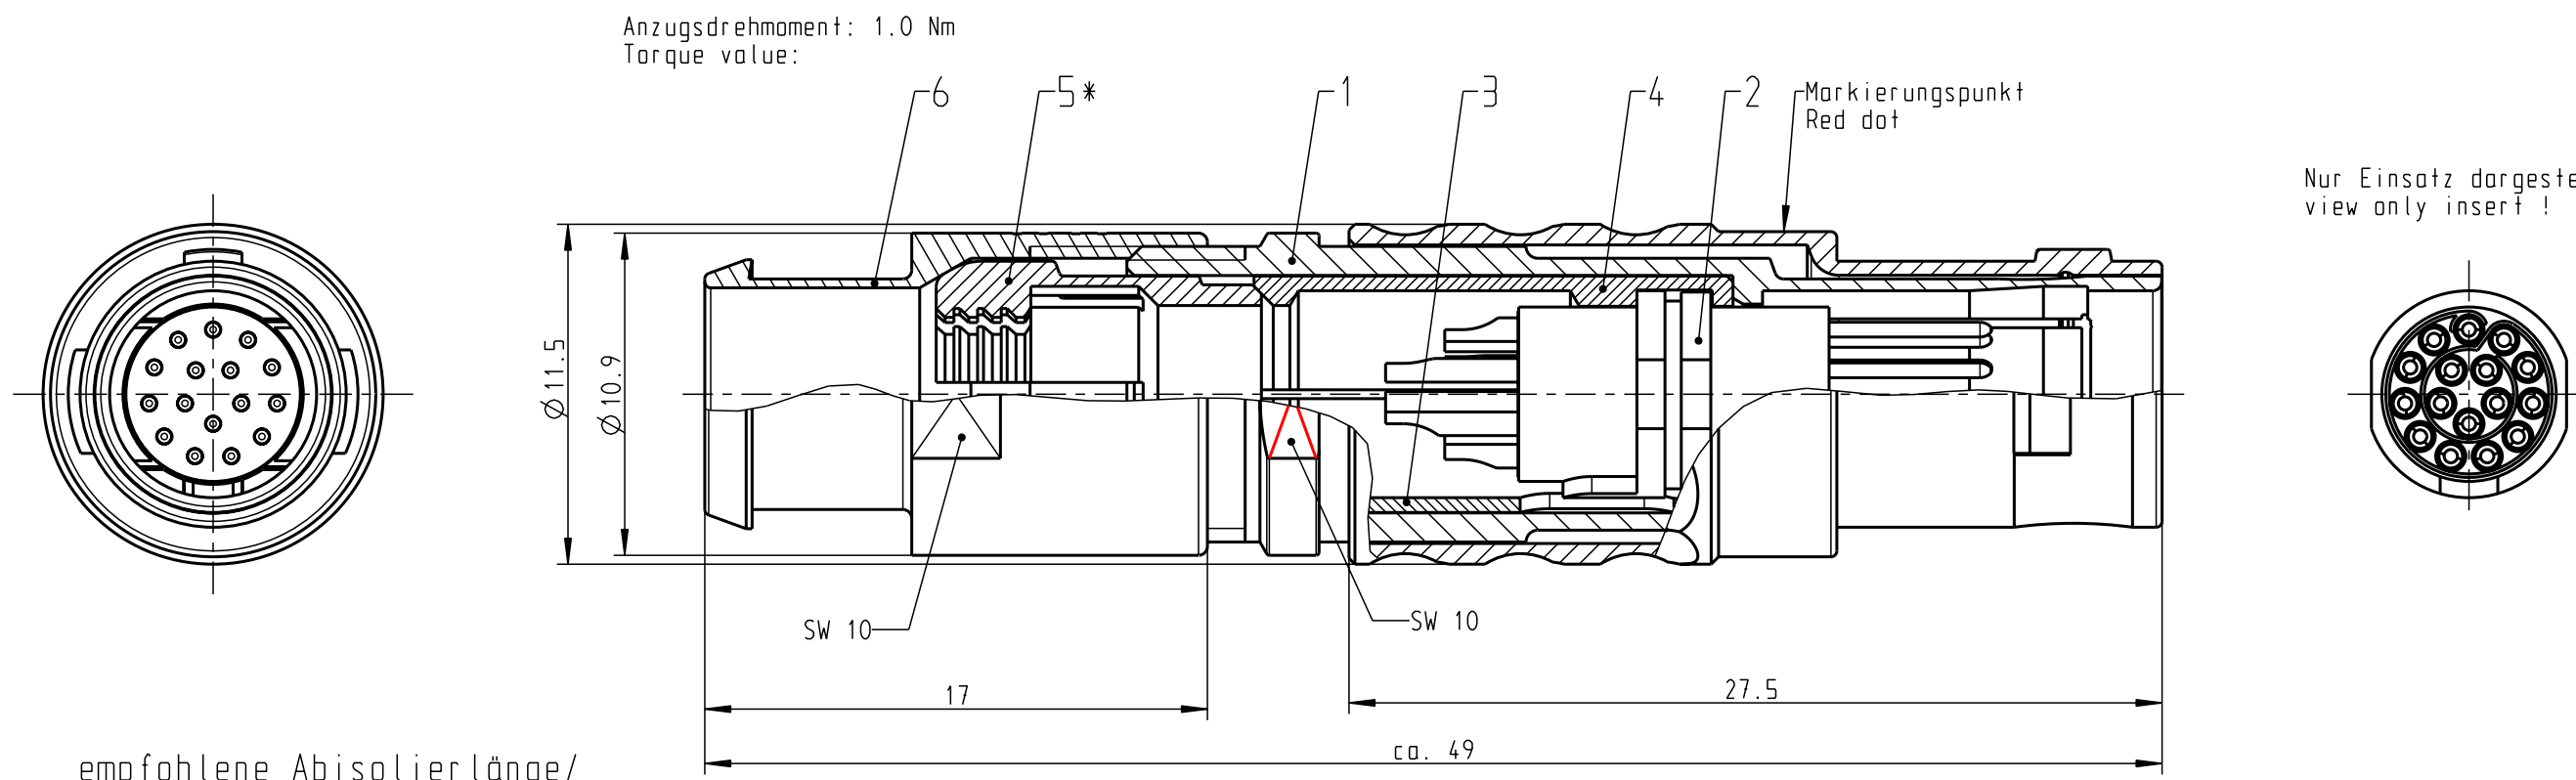 Anzugsdrehmoment: 1.0 Nm
Torque value:
6
5*
1
3
4
2
Markierungspunkt
Red dot
Nur Einsatz dargeste
view only insert !
Ø11.5
Ø10.9
SW 10
SW 10
17
27.5
ca. 49
empfohlene Abisolierlänge/